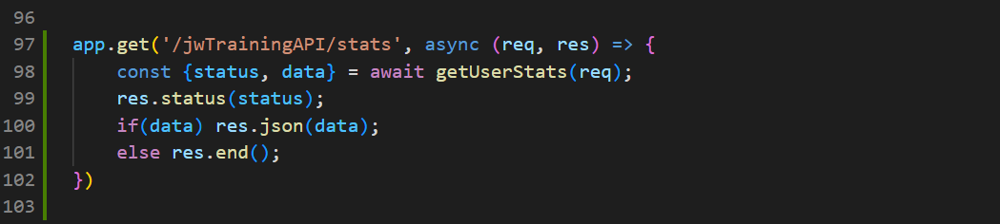 96
97 app.get('/jwTrainingAPI/stats', async (req, res) => {
98 const {status, data} = await getUserStats(req);
99 res.status(status);
100 if(data) res.json(data);
101 else res.end();
102 })
103